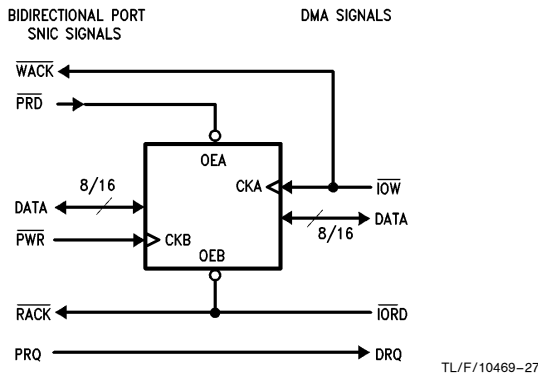 BIDIRECTIONAL PORT
SNIC SIGNALS
DMA SIGNALS
WACK
PRD
OEA
CKA
IOW
8/16
DATA
DATA
8/16
PWR
CKB
OEB
RACK
IORD
PRQ
DRQ
TL/F/10469-27